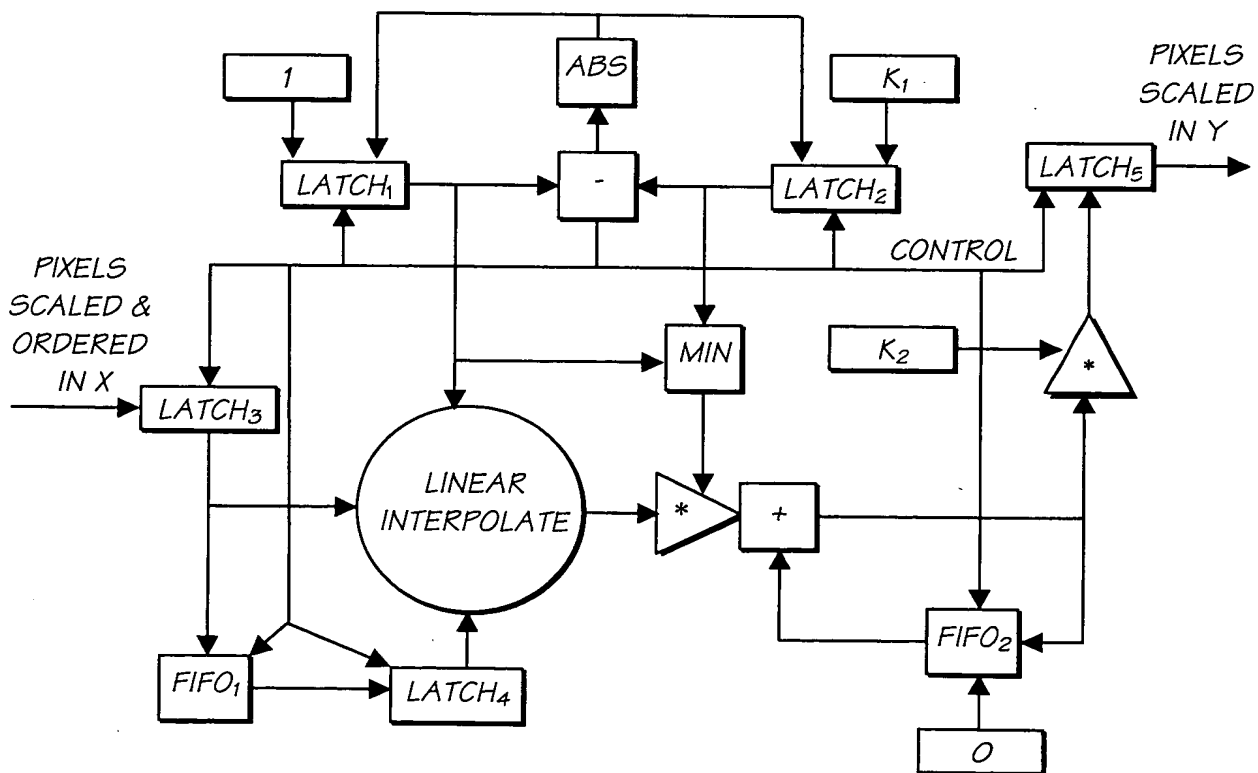 1
ABS
K₁
PIXELS
SCALED
IN Y
LATCH₁
-
LATCH₂
LATCH₅
CONTROL
PIXELS
SCALED &
ORDERED
IN X
MIN
K₂
*
LATCH₃
LINEAR
INTERPOLATE
*
+
FIFO₁
LATCH₄
FIFO₂
0